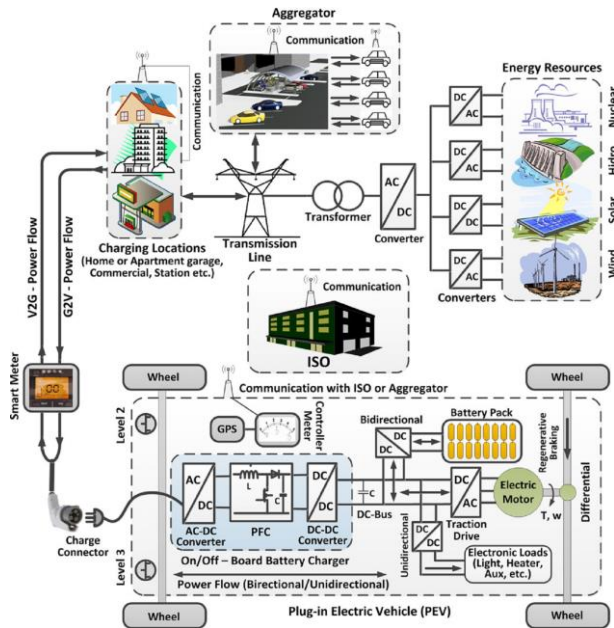 Aggregator
Communication
Energy Resources
Communication
DC
AC
Nuclear
DC
AC
Hidro
DC
AC
Solar
DC
AC
Wind
AC
DC
Transformer
Converter
Converters
Transmission
Line
Charging Locations
(Home or Apartment garage,
Commercial, Station etc.)
V2G - Power Flow
G2V - Power Flow
Communication
ISO
Smart Meter
00
Wheel
Wheel
Communication with ISO or Aggregator
Level 2
GPS
Controller
Meter
Bidirectional
DC
DC
Battery Pack
Regenerative
Braking
AC
DC
L
C
DC
DC
C
DC-Bus
DC
AC
Electric
Motor
T, w
Differential
AC-DC
Converter
PFC
DC-DC
Converter
Unidirectional
DC
DC
Traction
Drive
Electronic Loads
(Light, Heater,
Aux, etc.)
Charge
Connector
Level 3
On/Off – Board Battery Charger
Power Flow (Birectional/Unidirectional)
Wheel
Wheel
Plug-in Electric Vehicle (PEV)